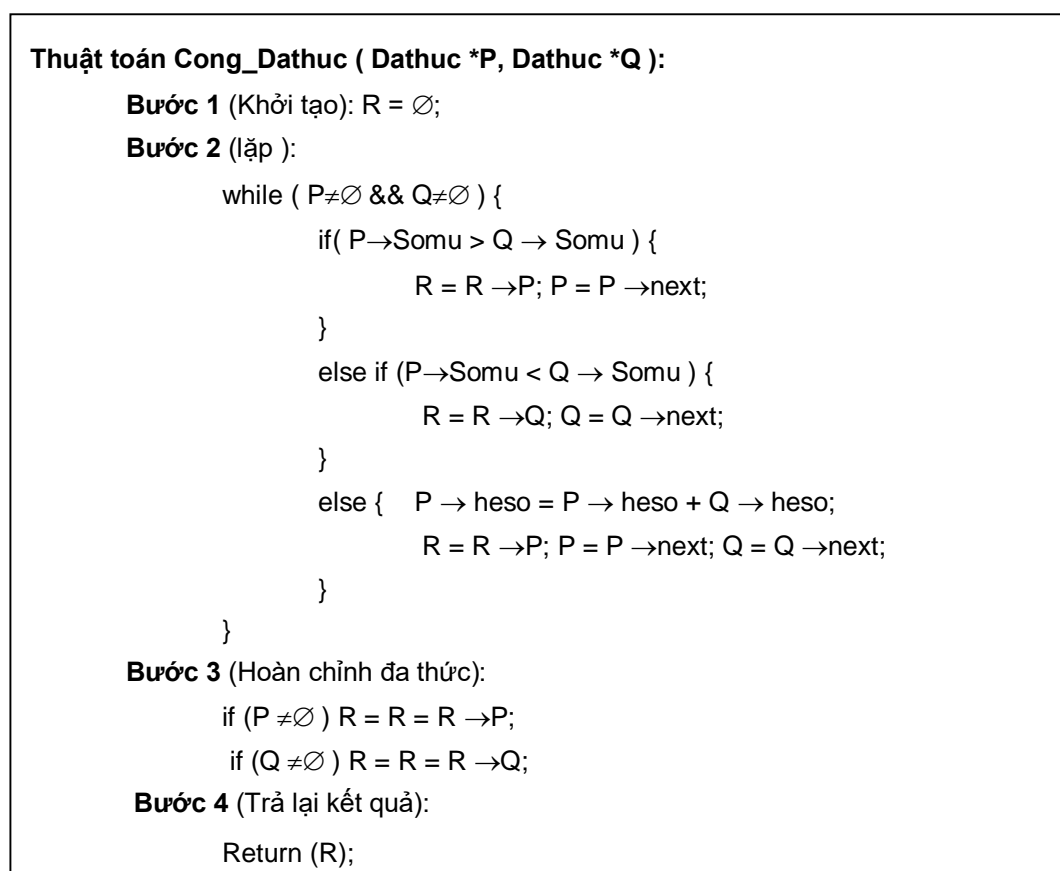 Thuật toán Cong_Dathuc ( Dathuc *P, Dathuc *Q ):
Bước 1 (Khởi tạo): R = ∅;
Bước 2 (lặp ):
while ( P≠∅ && Q≠∅ ) {
if( P→Somu > Q → Somu ) {
R = R →P; P = P →next;
}
else if (P→Somu < Q → Somu ) {
R = R →Q; Q = Q →next;
}
else { P → heso = P → heso + Q → heso;
R = R →P; P = P →next; Q = Q →next;
}
}
Bước 3 (Hoàn chỉnh đa thức):
if (P ≠∅ ) R = R = R →P;
if (Q ≠∅ ) R = R = R →Q;
Bước 4 (Trả lại kết quả):
Return (R);